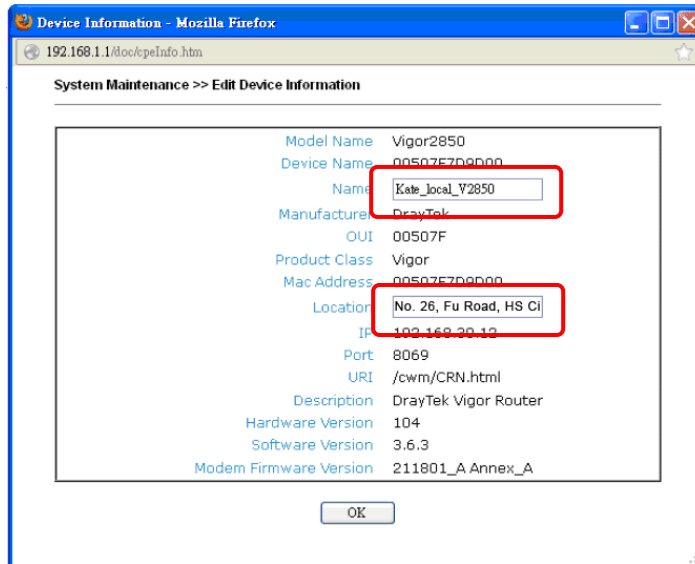 Device Information - Mozilla Firefox
192.168.1.1/doc/cpeInfo.htm
System Maintenance >> Edit Device Information
Model Name Vigor2850
Device Name 00507F7D9D00
Name Kate_local_V2850
Manufacturer DrayTek
OUI 00507F
Product Class Vigor
Mac Address 00507F7D9D00
Location No. 26, Fu Road, HS Ci
IP 192.168.30.12
Port 8069
URI /cwm/CRN.html
Description DrayTek Vigor Router
Hardware Version 104
Software Version 3.6.3
Modem Firmware Version 211801_A Annex_A
OK